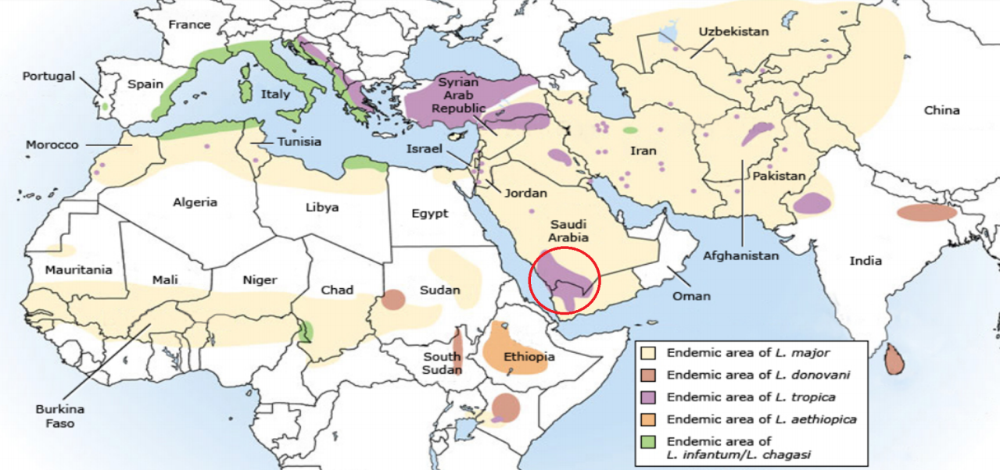 France
Uzbekistan
Portugal
Spain
Italy
Syrian
Arab
Republic
China
Morocco
Tunisia
Israel
Iran
Pakistan
Jordan
Algeria
Libya
Egypt
Saudi
Arabia
Afghanistan
India
Mauritania
Mali
Niger
Chad
Sudan
Oman
South
Sudan
Ethiopia
Burkina
Faso
Endemic area of L. major
Endemic area of L. donovani
Endemic area of L. tropica
Endemic area of L. aethiopica
Endemic area of
L. infantum/L. chagasi